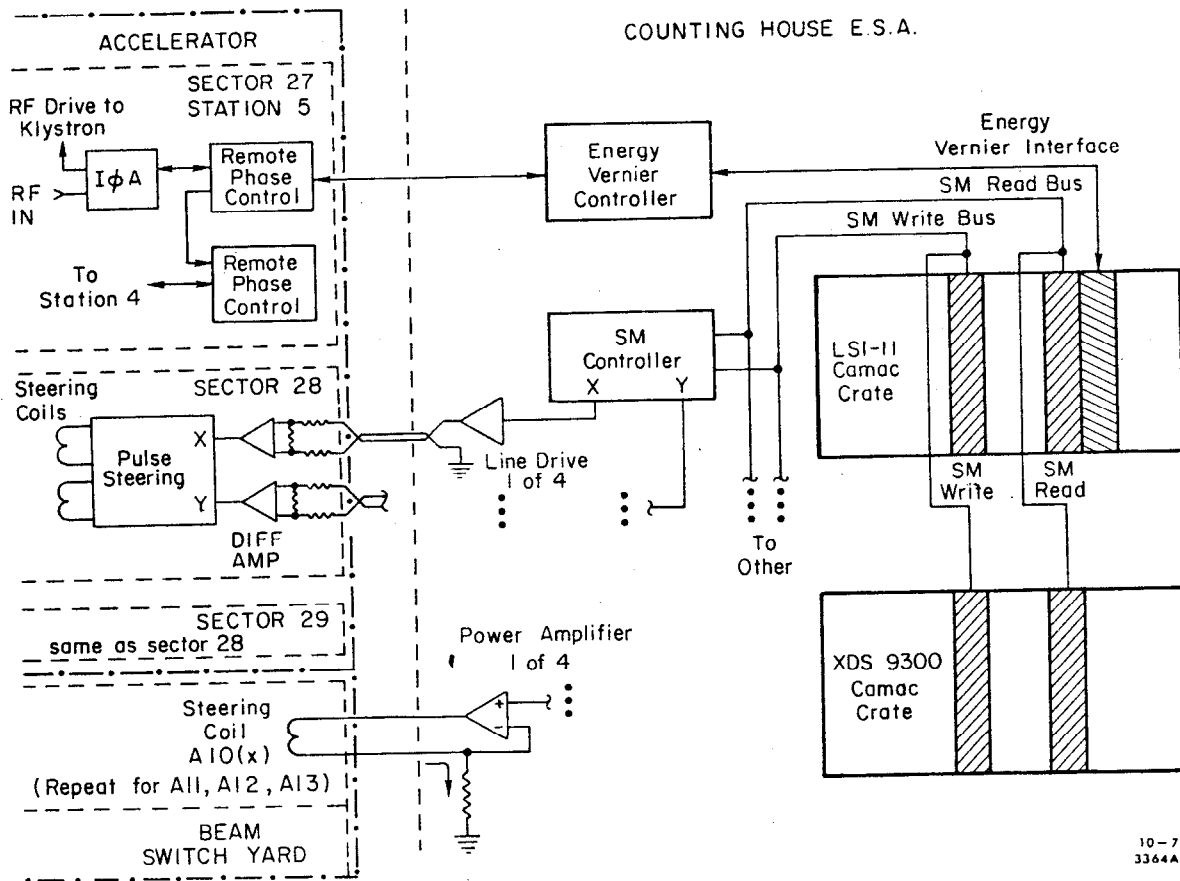 COUNTING HOUSE E.S.A.
ACCELERATOR
SECTOR 27
STATION 5
RF Drive to
Klystron
IϕA
RF
IN
Remote
Phase
Control
To
Station 4
Remote
Phase
Control
Energy
Vernier
Controller
Energy
Vernier Interface
SM Read Bus
SM Write Bus
SM
Controller
X Y
LSI-11
Camac
Crate
SM
Write
SM
Read
Steering
Coils
SECTOR 28
Pulse
Steering
X
Y
DIFF
AMP
Line Drive
1 of 4
To
Other
SECTOR 29
same as sector 28
Power Amplifier
1 of 4
+
-
XDS 9300
Camac
Crate
Steering
Coil
A10(x)
(Repeat for A11, A12, A13)
BEAM
SWITCH YARD
10-7
3364A